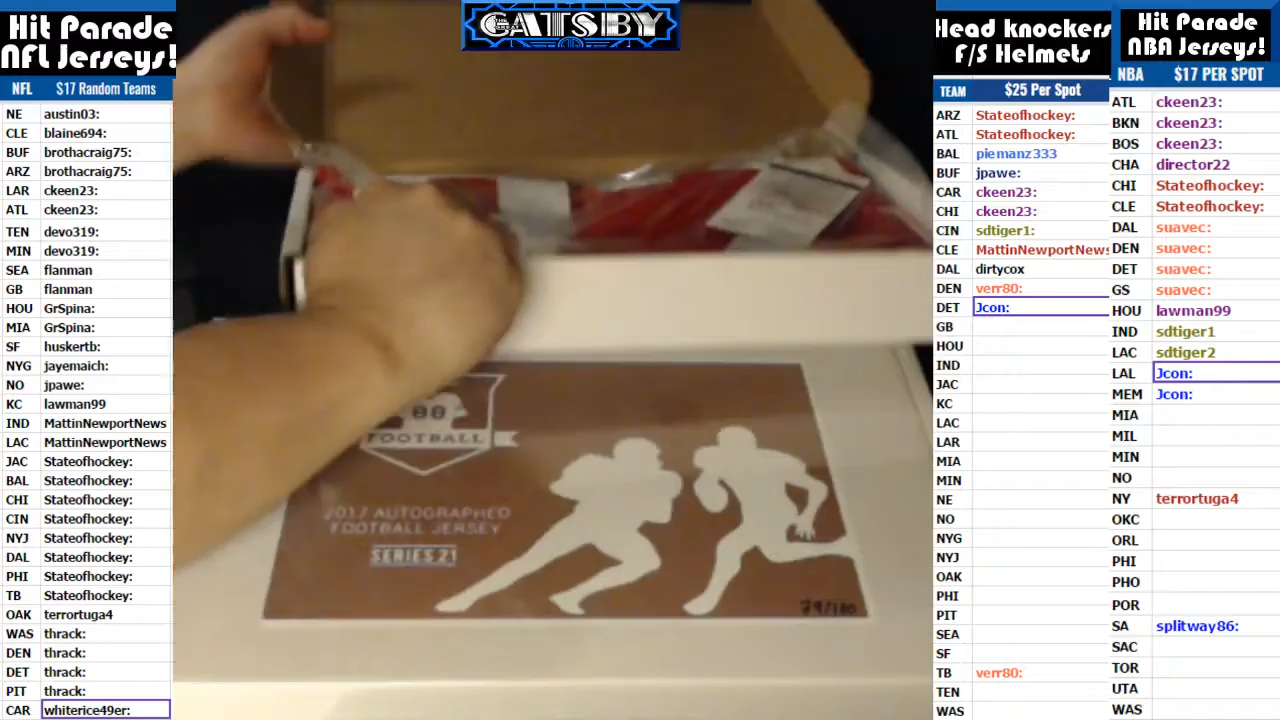 Hit Parade
NFL Jerseys!
NFL $17 Random Teams
NE austin03:
CLE blaine694:
BUF brothacraig75:
ARZ brothacraig75:
LAR ckeen23:
ATL ckeen23:
TEN devo319:
MIN devo319:
SEA flanman
GB flanman
HOU GrSpina:
MIA GrSpina:
SF huskertb:
NYG jayemaich:
NO jpawe:
KC lawman99
IND MattinNewportNews
LAC MattinNewportNews
JAC Stateofhockey:
BAL Stateofhockey:
CHI Stateofhockey:
CIN Stateofhockey:
NYJ Stateofhockey:
DAL Stateofhockey:
PHI Stateofhockey:
TB Stateofhockey:
OAK terrortuga4
WAS thrack:
DEN thrack:
DET thrack:
PIT thrack:
CAR whiterice49er:
THE GREAT
GATSBY
88
FOOTBALL
2017 AUTOGRAPHED
FOOTBALL JERSEY
SERIES 21
79/100
Head knockers
F/S Helmets
TEAM $25 Per Spot
ARZ Stateofhockey:
ATL Stateofhockey:
BAL piemanz333
BUF jpawe:
CAR ckeen23:
CHI ckeen23:
CIN sdtiger1:
CLE MattinNewportNews
DAL dirtycox
DEN verr80:
DET Jcon:
GB
HOU
IND
JAC
KC
LAC
LAR
MIA
MIN
NE
NO
NYG
NYJ
OAK
PHI
PIT
SEA
SF
TB verr80:
TEN
WAS
Hit Parade
NBA Jerseys!
NBA $17 PER SPOT
ATL ckeen23:
BKN ckeen23:
BOS ckeen23:
CHA director22
CHI Stateofhockey:
CLE Stateofhockey:
DAL suavec:
DEN suavec:
DET suavec:
GS suavec:
HOU lawman99
IND sdtiger1
LAC sdtiger2
LAL Jcon:
MEM Jcon:
MIA
MIL
MIN
NO
NY terrortuga4
OKC
ORL
PHI
PHO
POR
SA splitway86:
SAC
TOR
UTA
WAS